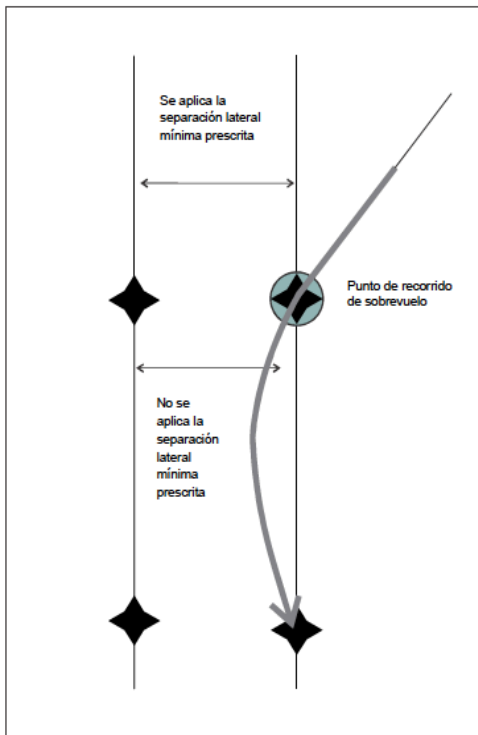 Se aplica la
separación lateral
mínima prescrita
Punto de recorrido
de sobrevuelo
No se
aplica la
separación
lateral
mínima
prescrita